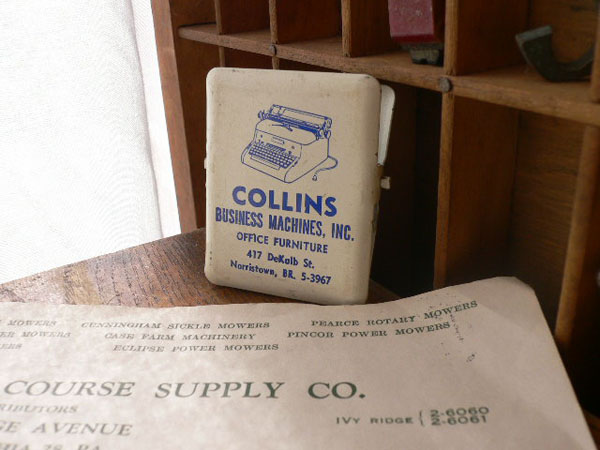 COLLINS
BUSINESS MACHINES, INC.
OFFICE FURNITURE
417 DeKalb St.
Norristown, BR. 5-3967
MOWERS CUNNINGHAM SICKLE MOWERS PEARCE ROTARY MOWERS
MOWERS CASE FARM MACHINERY PINCOR POWER MOWERS
ECLIPSE POWER MOWERS
COURSE SUPPLY CO.
AVENUE IVY RIDGE 2-6060
2-6061